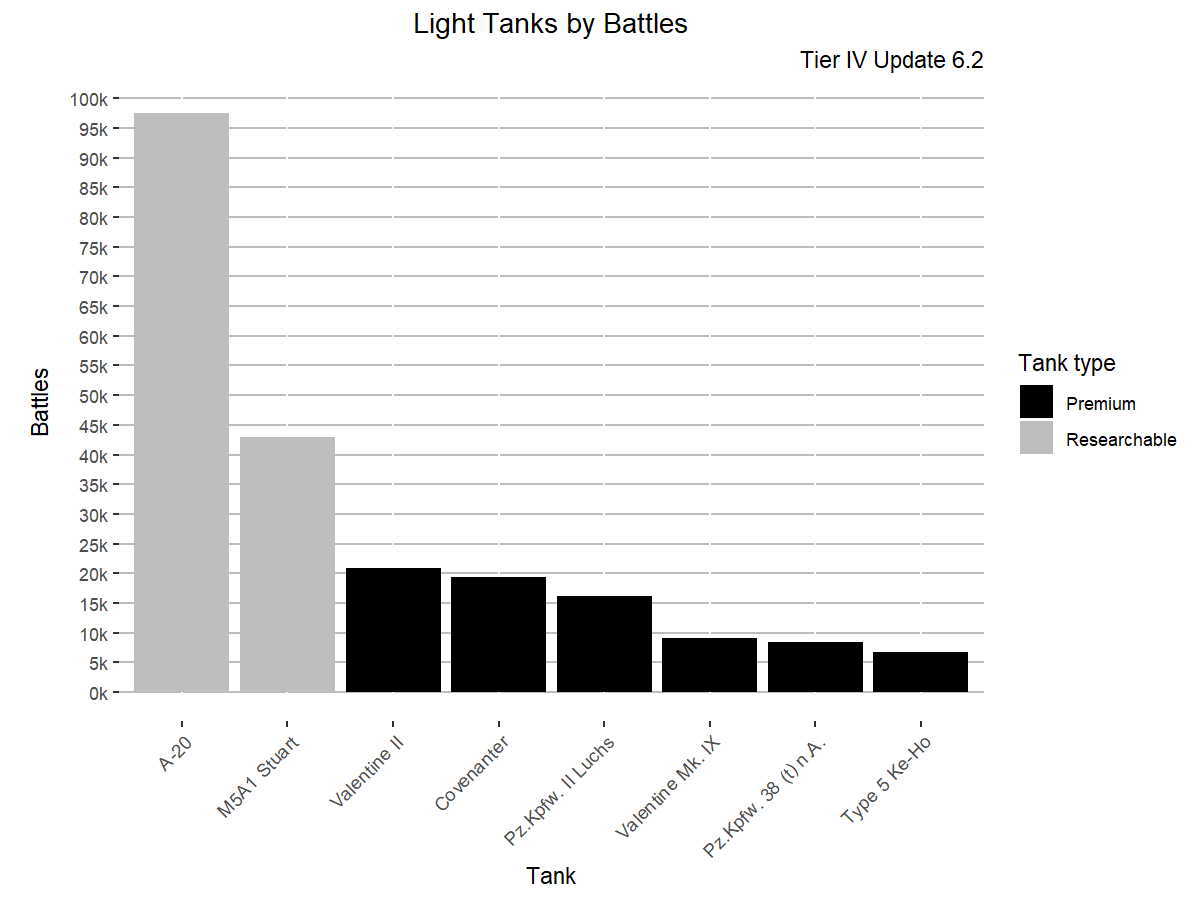 Light Tanks by Battles
Tier IV Update 6.2
100k
95k
90k
85k
80k
75k
70k
65k
60k
55k
50k
45k
40k
35k
30k
25k
20k
15k
10k
5k
0k
Battles
A-20
M5A1 Stuart
Valentine II
Covenanter
Pz.Kpfw. II Luchs
Valentine Mk. IX
Pz.Kpfw. 38 (t) n.A.
Type 5 Ke-Ho
Tank
Tank type
Premium
Researchable